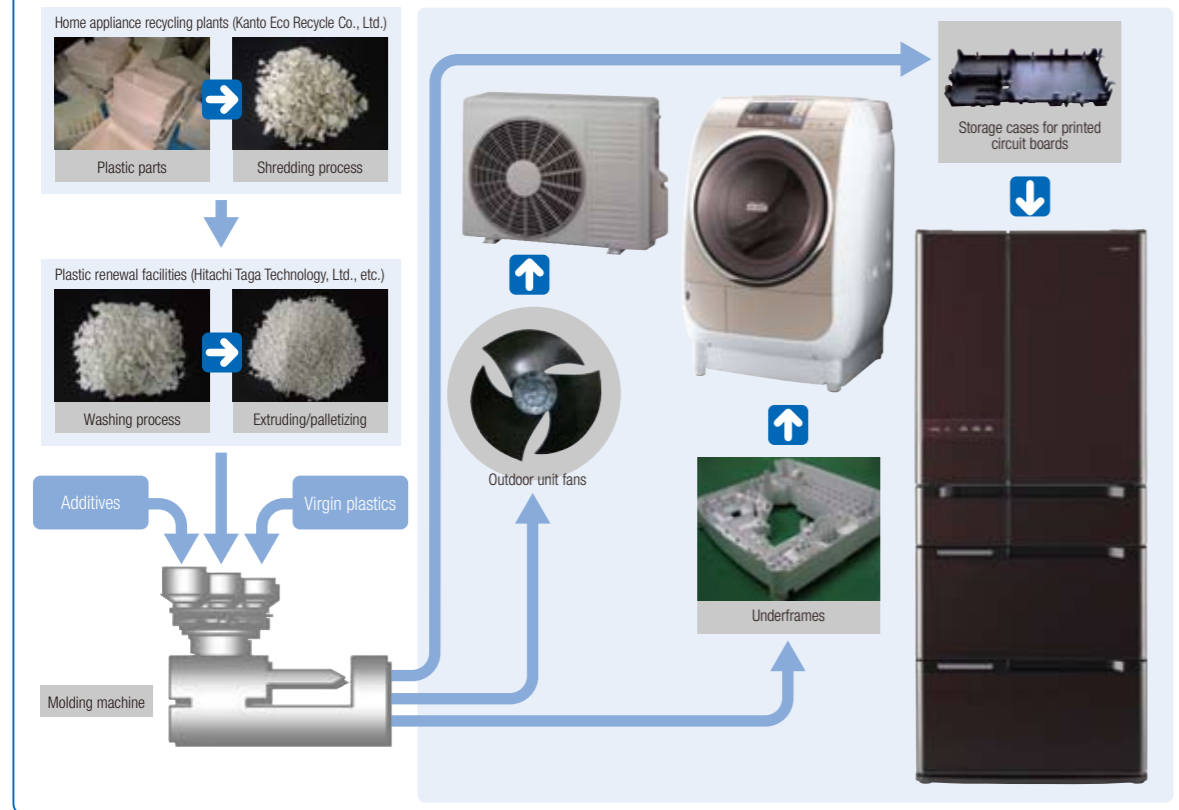 Home appliance recycling plants (Kanto Eco Recycle Co., Ltd.)
Plastic parts
Shredding process
Plastic renewal facilities (Hitachi Taga Technology, Ltd., etc.)
Washing process
Extruding/palletizing
Additives
Virgin plastics
Molding machine
Outdoor unit fans
Underframes
Storage cases for printed
circuit boards